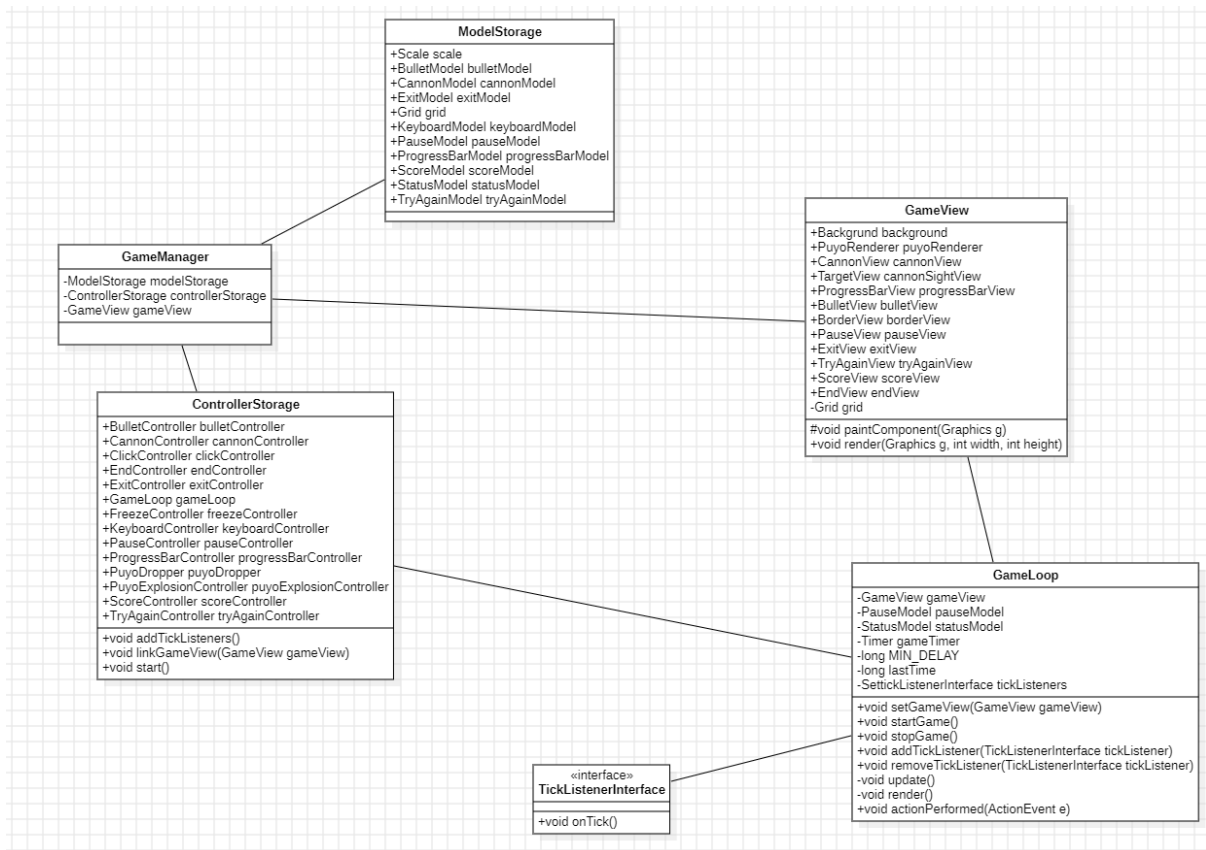 ModelStorage
+Scale scale
+BulletModel bulletModel
+CannonModel cannonModel
+ExitModel exitModel
+Grid grid
+KeyboardModel keyboardModel
+PauseModel pauseModel
+ProgressBarModel progressBarModel
+ScoreModel scoreModel
+StatusModel statusModel
+TryAgainModel tryAgainModel
GameManager
-ModelStorage modelStorage
-ControllerStorage controllerStorage
-GameView gameView
GameView
+Backgrund background
+PuyoRenderer puyoRenderer
+CannonView cannonView
+TargetView cannonSightView
+ProgressBarView progressBarView
+BulletView bulletView
+BorderView borderView
+PauseView pauseView
+ExitView exitView
+TryAgainView tryAgainView
+ScoreView scoreView
+EndView endView
-Grid grid
#void paintComponent(Graphics g)
+void render(Graphics g, int width, int height)
ControllerStorage
+BulletController bulletController
+CannonController cannonController
+ClickController clickController
+EndController endController
+ExitController exitController
+GameLoop gameLoop
+FreezeController freezeController
+KeyboardController keyboardController
+PauseController pauseController
+ProgressBarController progressBarController
+PuyoDropper puyoDropper
+PuyoExplosionController puyoExplosionController
+ScoreController scoreController
+TryAgainController tryAgainController
+void addTickListeners()
+void linkGameView(GameView gameView)
+void start()
GameLoop
-GameView gameView
-PauseModel pauseModel
-StatusModel statusModel
-Timer gameTimer
-long MIN_DELAY
-long lastTime
-SettickListenerInterface tickListeners
+void setGameView(GameView gameView)
+void startGame()
+void stopGame()
+void addTickListener(TickListenerInterface tickListener)
+void removeTickListener(TickListenerInterface tickListener)
-void update()
-void render()
+void actionPerformed(ActionEvent e)
«interface»
TickListenerInterface
+void onTick()